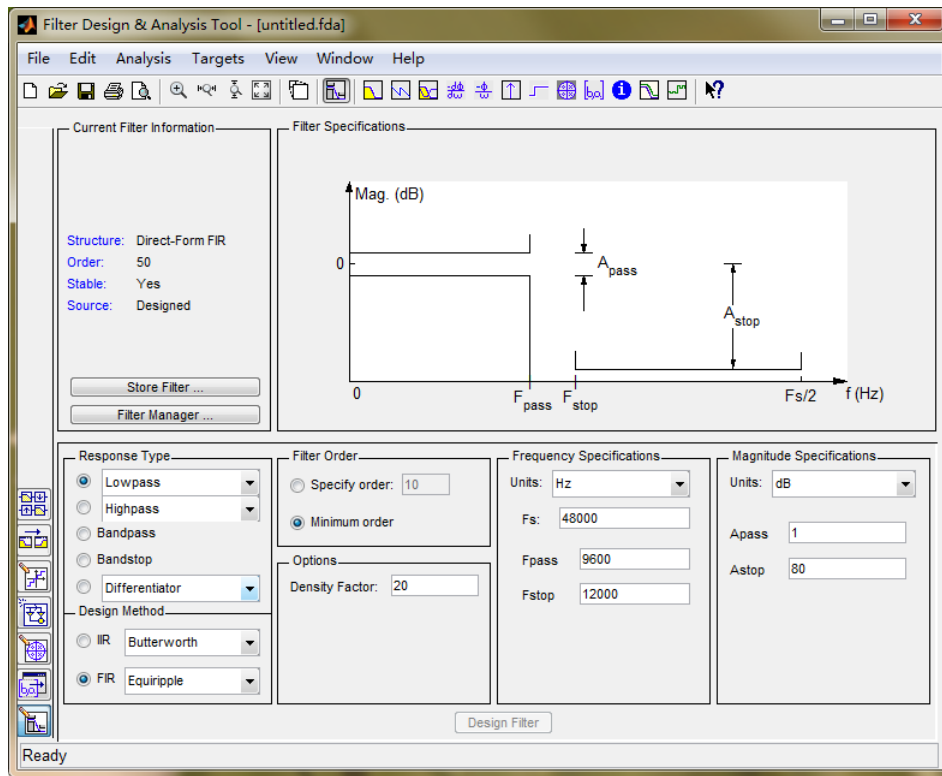 Filter Design & Analysis Tool - [untitled.fda]
File Edit Analysis Targets View Window Help
Current Filter Information
Structure: Direct-Form FIR
Order: 50
Stable: Yes
Source: Designed
Store Filter ...
Filter Manager ...
Filter Specifications
Mag. (dB)
0
A pass
A stop
0
F pass
F stop
Fs/2
f (Hz)
Response Type
Lowpass
Highpass
Bandpass
Bandstop
Differentiator
Design Method
IIR Butterworth
FIR Equiripple
Filter Order
Specify order: 10
Minimum order
Options
Density Factor: 20
Frequency Specifications
Units: Hz
Fs: 48000
Fpass 9600
Fstop 12000
Magnitude Specifications
Units: dB
Apass 1
Astop 80
Design Filter
Ready